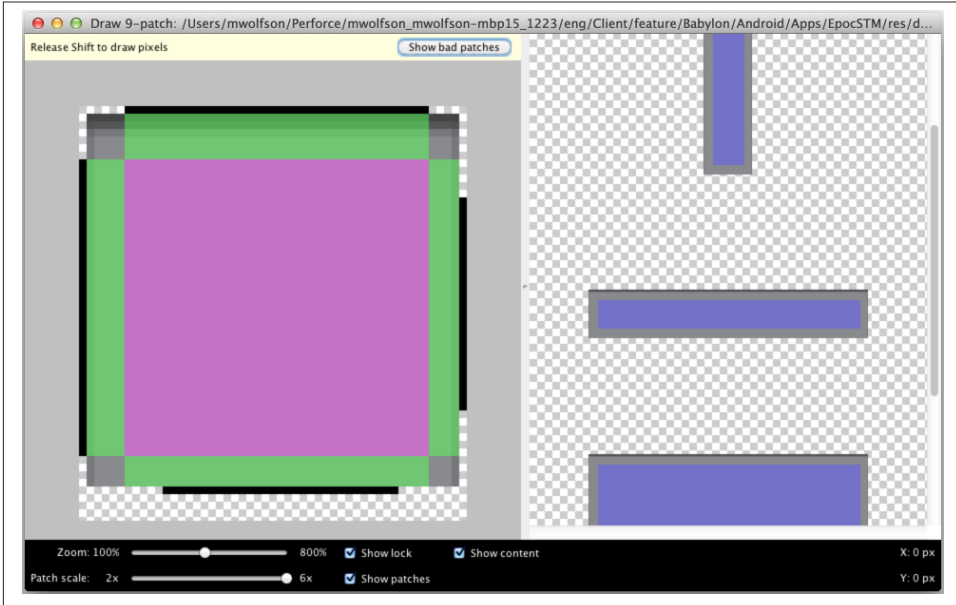 Draw 9-patch: /Users/mwolfson/Perforce/mwolfson_mwolfson-mbp15_1223/eng/Client/feature/Babylon/Android/Apps/EpocSTM/res/d...
Release Shift to draw pixels
Show bad patches
Zoom: 100% 800% Show lock Show content X: 0 px
Patch scale: 2x 6x Show patches Y: 0 px